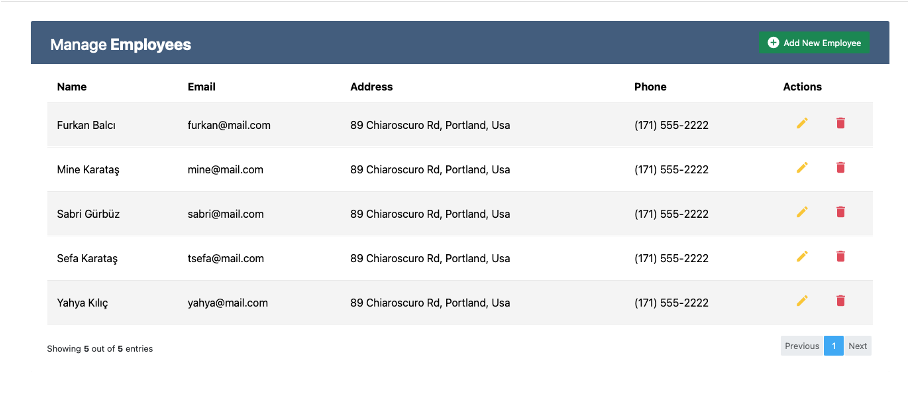 Manage Employees
Add New Employee
Name Email Address Phone Actions
Furkan Balcı furkan@mail.com 89 Chiaroscuro Rd, Portland, Usa (171) 555-2222
Mine Karataş mine@mail.com 89 Chiaroscuro Rd, Portland, Usa (171) 555-2222
Sabri Gürbüz sabri@mail.com 89 Chiaroscuro Rd, Portland, Usa (171) 555-2222
Sefa Karataş tsefa@mail.com 89 Chiaroscuro Rd, Portland, Usa (171) 555-2222
Yahya Kılıç yahya@mail.com 89 Chiaroscuro Rd, Portland, Usa (171) 555-2222
Showing 5 out of 5 entries
Previous 1 Next